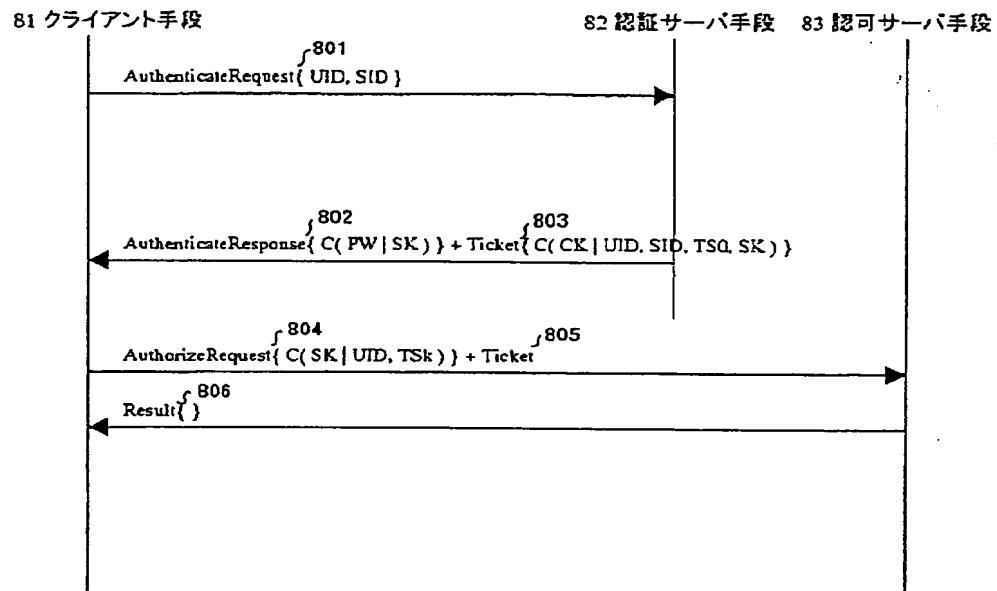 81 クライアント手段
82 認証サーバ手段
83 認可サーバ手段
801
AuthenticateRequest{ UID, SID }
802
803
AuthenticateResponse{ C( PW | SK ) } + Ticket{ C( CK | UID, SID, TS0, SK ) }
804
805
AuthorizeRequest{ C( SK | UID, TSk ) } + Ticket
806
Result{ }